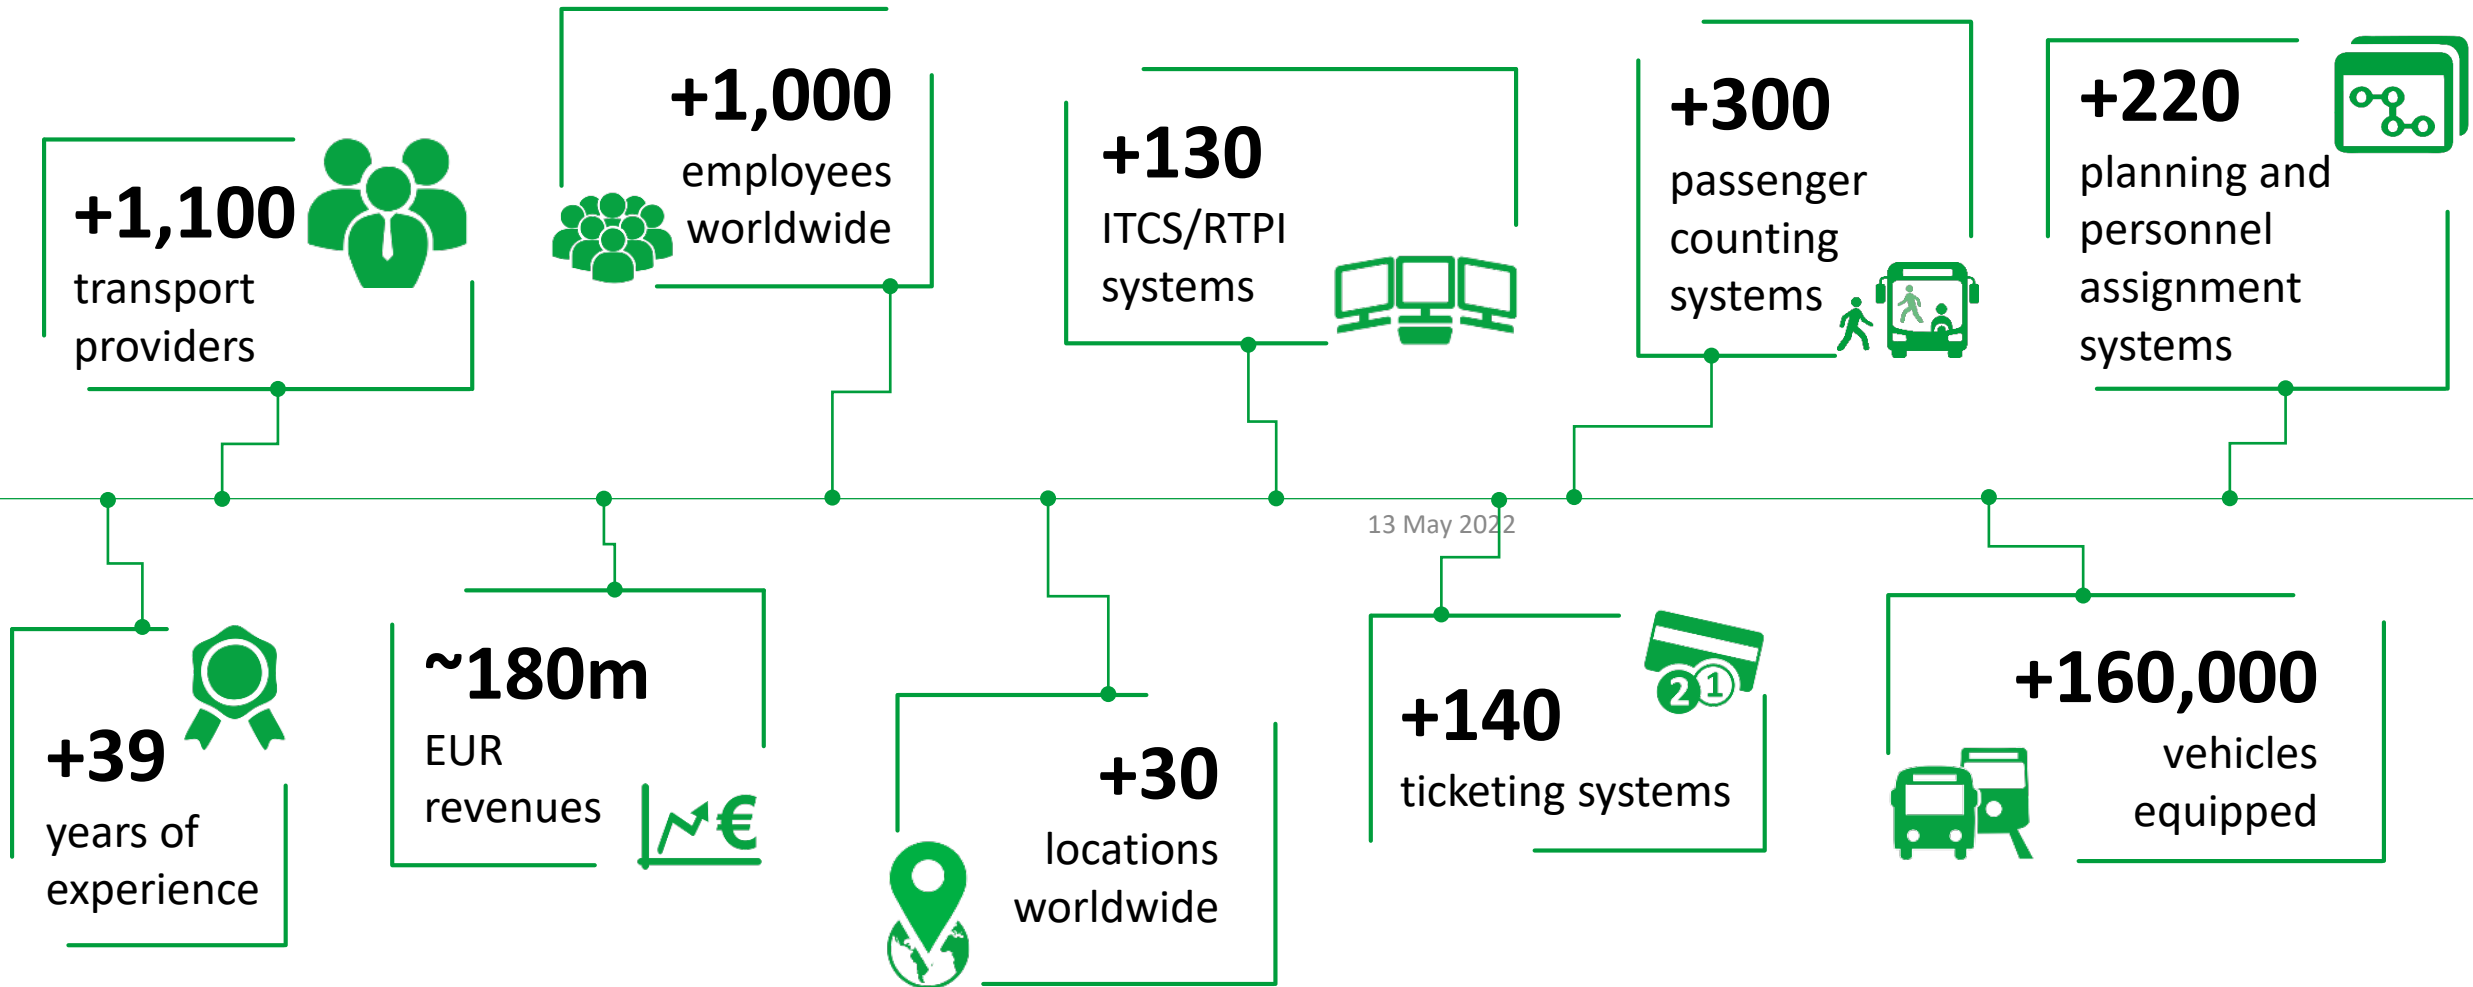 +1,100
transport
providers
+1,000
employees
worldwide
+130
ITCS/RTPI
systems
+300
passenger
counting
systems
+220
planning and
personnel
assignment
systems
13 May 2022
+39
years of
experience
~180m
EUR
revenues
€
+30
locations
worldwide
+140
ticketing systems
2 1
+160,000
vehicles
equipped